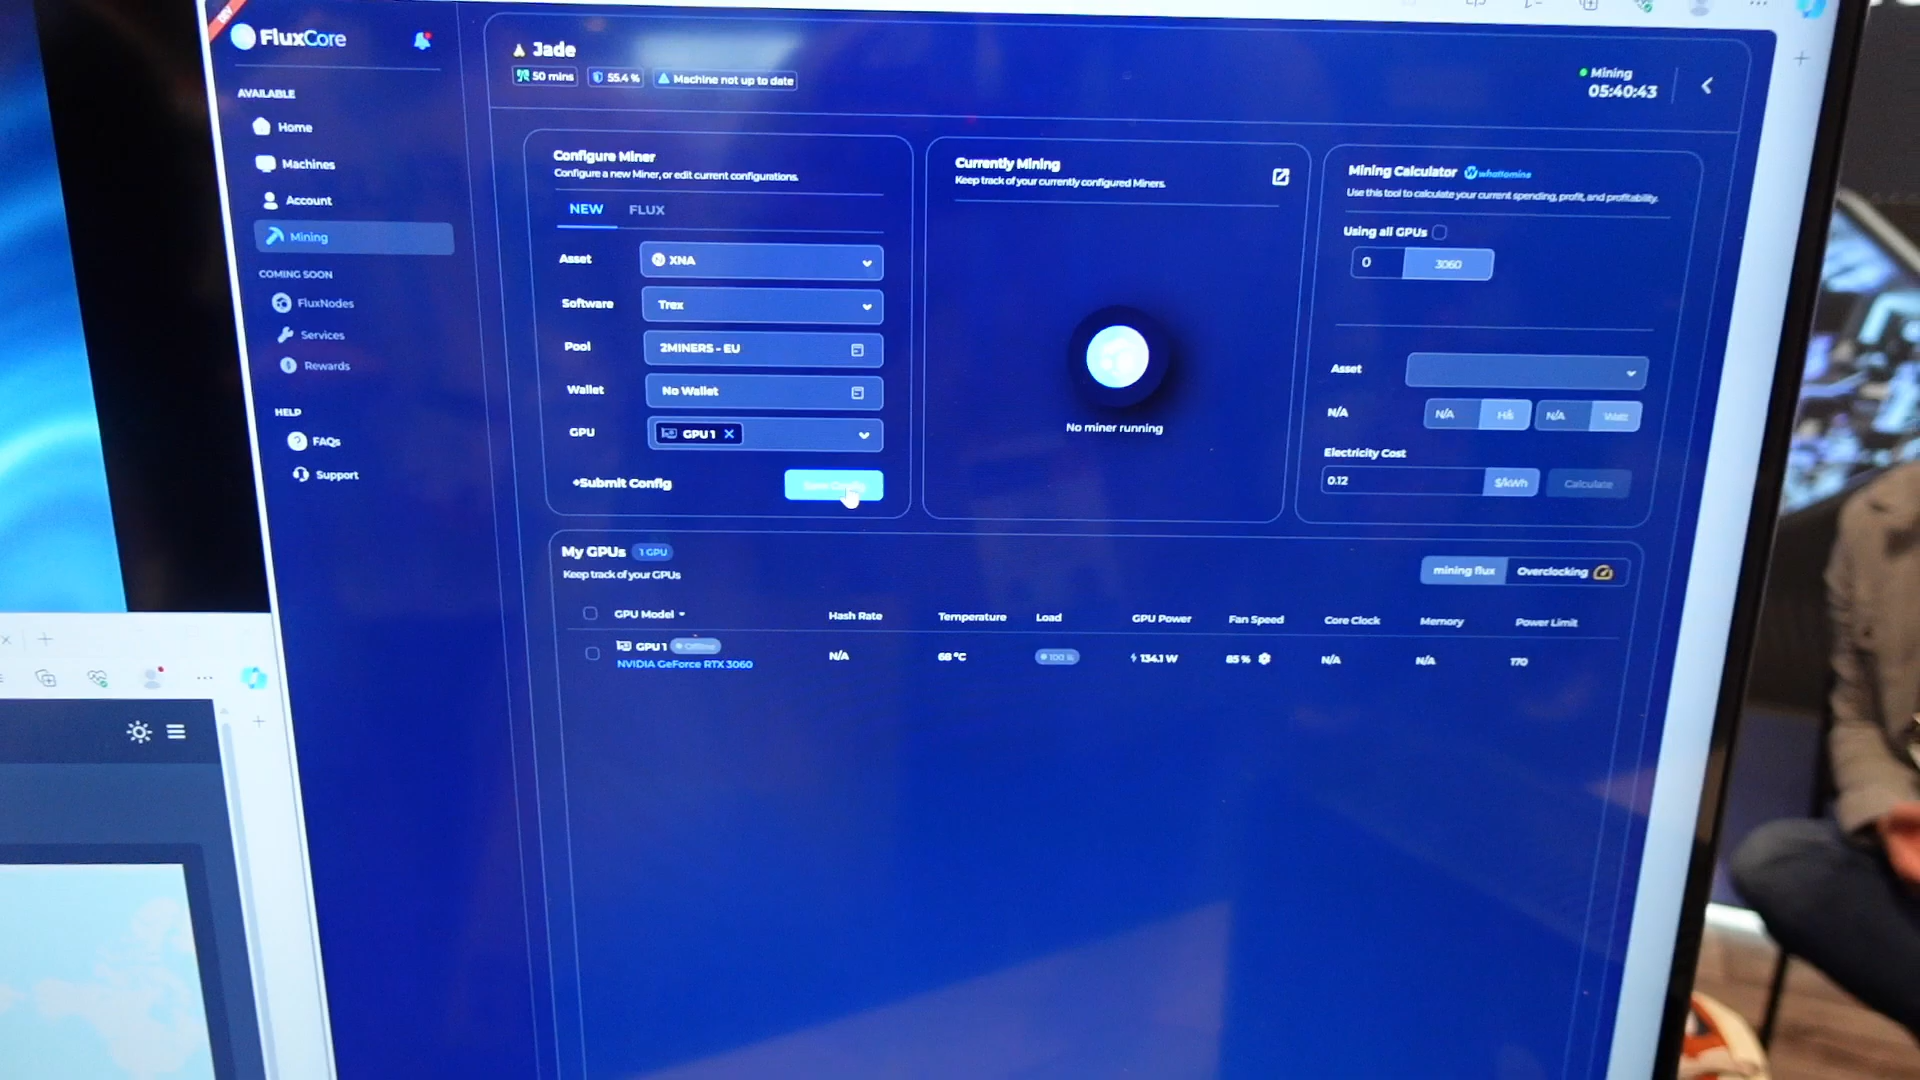 DEV
FluxCore
AVAILABLE
Home
Machines
Account
Mining
COMING SOON
FluxNodes
Services
Rewards
HELP
FAQs
Support
Jade
50 mins
55.4 %
Machine not up to date
Mining
05:40:43
Configure Miner
Configure a new Miner, or edit current configurations.
NEW FLUX
Asset XNA
Software Trex
Pool 2MINERS - EU
Wallet No Wallet
GPU GPU 1
+Submit Config
Currently Mining
Keep track of your currently configured Miners.
No miner running
Mining Calculator whattomine
Use this tool to calculate your current spending, profit, and profitability.
Using all GPUs
0 3060
Asset
N/A N/A H/s N/A Watt
Electricity Cost
0.12 $/kWh Calculate
My GPUs 1 GPU
Keep track of your GPUs
mining flux Overclocking
GPU Model Hash Rate Temperature Load GPU Power Fan Speed Core Clock Memory Power Limit
GPU 1 Offline
NVIDIA GeForce RTX 3060
N/A 68 °C 100 % 134.1 W 85 % N/A N/A 170